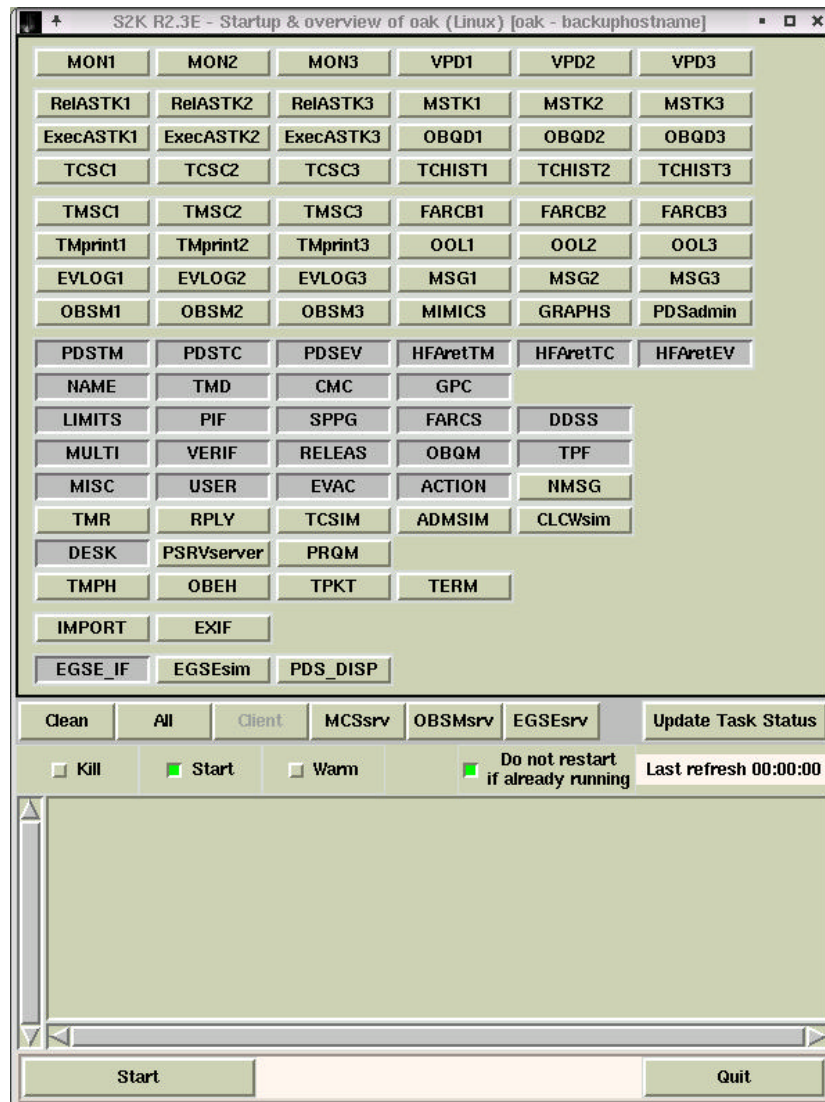 S2K R2.3E - Startup & overview of oak (Linux) [oak - backuphostname]
MON1 MON2 MON3 VPD1 VPD2 VPD3
RelASTK1 RelASTK2 RelASTK3 MSTK1 MSTK2 MSTK3
ExecASTK1 ExecASTK2 ExecASTK3 OBQD1 OBQD2 OBQD3
TCSC1 TCSC2 TCSC3 TCHIST1 TCHIST2 TCHIST3
TMSC1 TMSC2 TMSC3 FARCB1 FARCB2 FARCB3
TMprint1 TMprint2 TMprint3 OOL1 OOL2 OOL3
EVLOG1 EVLOG2 EVLOG3 MSG1 MSG2 MSG3
OBSM1 OBSM2 OBSM3 MIMICS GRAPHS PDSadmin
PDSTM PDSTC PDSEV HFAretTM HFAretTC HFAretEV
NAME TMD CMC GPC
LIMITS PIF SPPG FARCS DDSS
MULTI VERIF RELEAS OBQM TPF
MISC USER EVAC ACTION NMSG
TMR RPLY TCSIM ADMSIM CLCWsim
DESK PSRVserver PRQM
TMPH OBEH TPKT TERM
IMPORT EXIF
EGSE_IF EGSEsim PDS_DISP
Clean All Client MCSsrv OBSMsrv EGSEsrv Update Task Status
Kill Start Warm Do not restart
if already running Last refresh 00:00:00
Start Quit